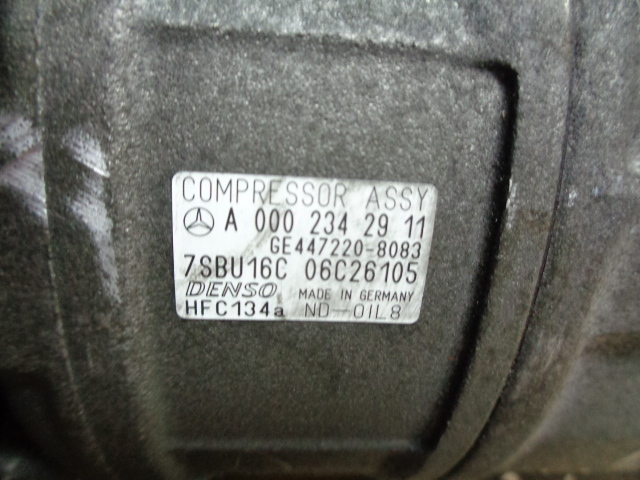 COMPRESSOR ASSY
A 000 234 29 11
GE447220-8083
7SBU16C 06C26105
DENSO MADE IN GERMANY
HFC134a ND-OIL8